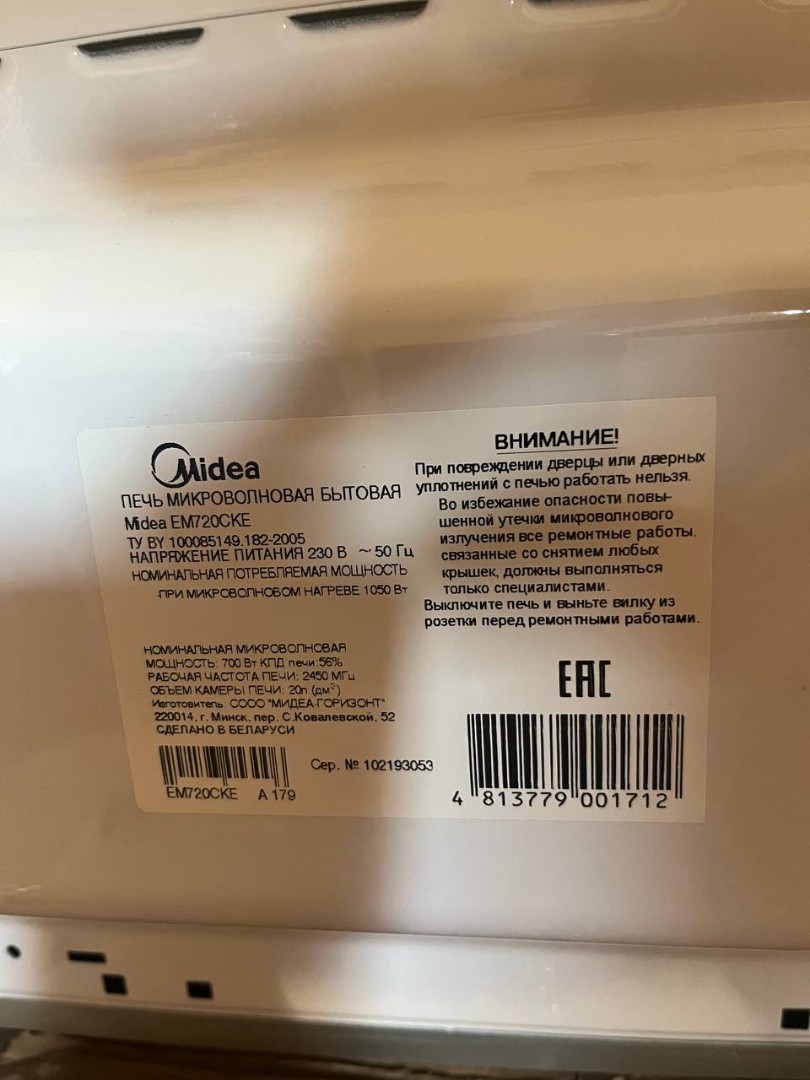 Midea
ПЕЧЬ МИКРОВОЛНОВАЯ БЫТОВАЯ
Midea EM720CKE
ТУ BY 100085149.182-2005
НАПРЯЖЕНИЕ ПИТАНИЯ 230 В ~ 50 Гц
НОМИНАЛЬНАЯ ПОТРЕБЛЯЕМАЯ МОЩНОСТЬ
-ПРИ МИКРОВОЛНОВОМ НАГРЕВЕ 1050 Вт
НОМИНАЛЬНАЯ МИКРОВОЛНОВАЯ
МОЩНОСТЬ: 700 Вт КПД печи:56%
РАБОЧАЯ ЧАСТОТА ПЕЧИ: 2450 МГц
ОБЪЕМ КАМЕРЫ ПЕЧИ: 20л (дм³)
Изготовитель: СООО "МИДЕА-ГОРИЗОНТ"
220014, г. Минск, пер. С.Ковалевской, 52
СДЕЛАНО В БЕЛАРУСИ
EM720CKE A 179
Сер. № 102193053
ВНИМАНИЕ!
При повреждении дверцы или дверных
уплотнений с печью работать нельзя.
Во избежание опасности повы-
шенной утечки микроволнового
излучения все ремонтные работы.
связанные со снятием любых
крышек, должны выполняться
только специалистами.
Выключите печь и выньте вилку из
розетки перед ремонтными работами.
EAC
4 813779 001712